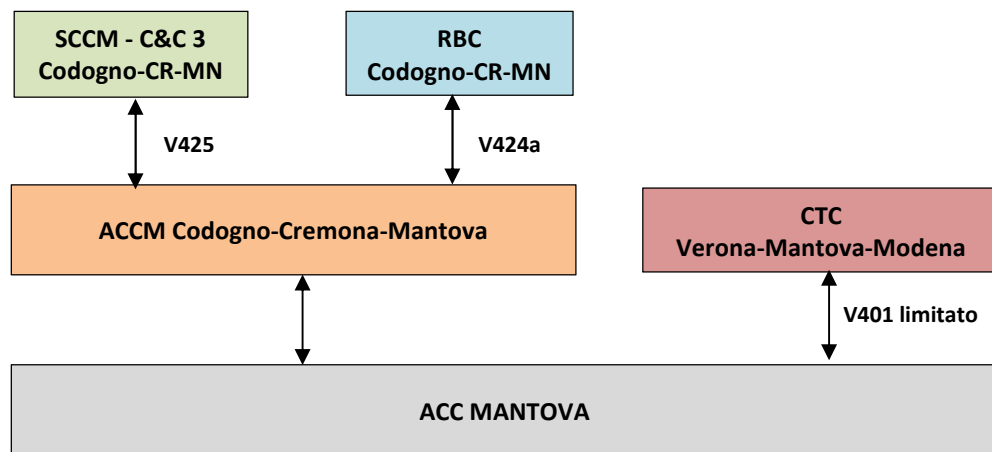 SCCM - C&C 3
Codogno-CR-MN
RBC
Codogno-CR-MN
V425
V424a
ACCM Codogno-Cremona-Mantova
CTC
Verona-Mantova-Modena
V401 limitato
ACC MANTOVA